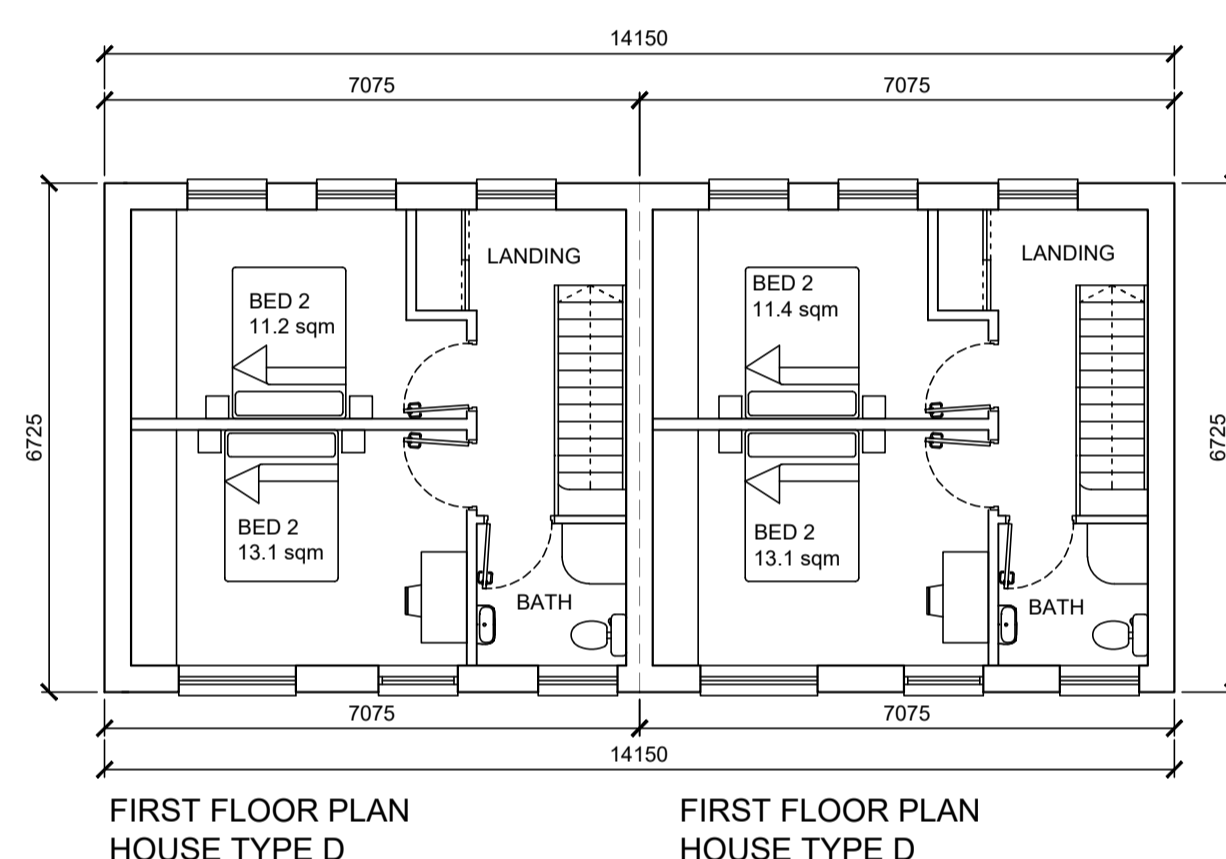 14150
7075
7075
LANDING
LANDING
BED 2
11.2 sqm
BED 2
11.4 sqm
6725
6725
BED 2
13.1 sqm
BED 2
13.1 sqm
BATH
BATH
7075
7075
14150
FIRST FLOOR PLAN
HOUSE TYPE D
FIRST FLOOR PLAN
HOUSE TYPE D